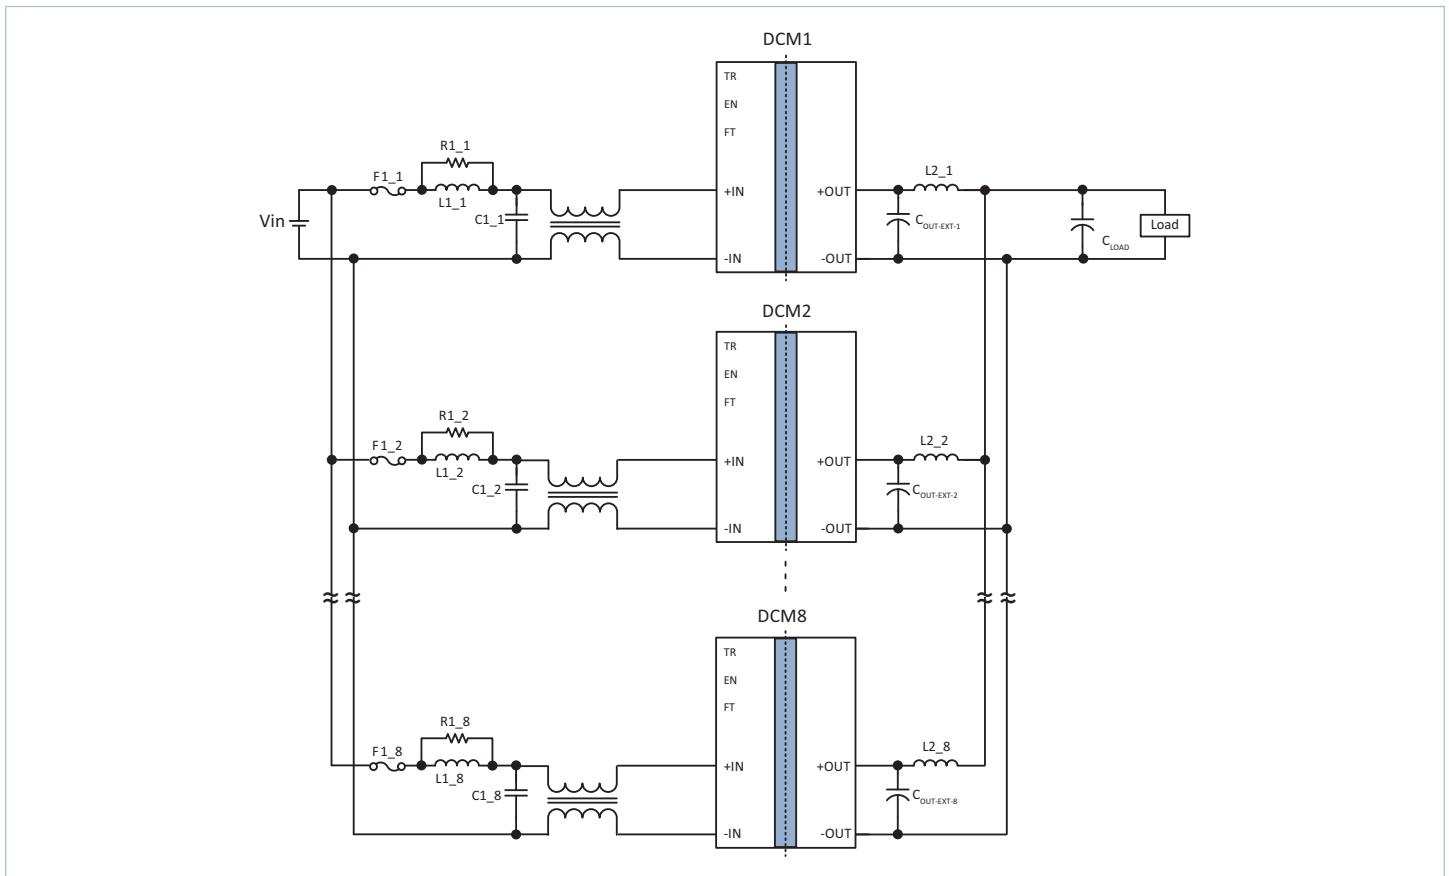 DCM1
TR
EN
FT
R1_1
F1_1
L1_1
C1_1
Vin
+IN
-IN
+OUT
-OUT
L2_1
COUT-EXT-1
CLOAD
Load
DCM2
TR
EN
FT
R1_2
F1_2
L1_2
C1_2
+IN
-IN
+OUT
-OUT
L2_2
COUT-EXT-2
DCM8
TR
EN
FT
R1_8
F1_8
L1_8
C1_8
+IN
-IN
+OUT
-OUT
L2_8
COUT-EXT-8